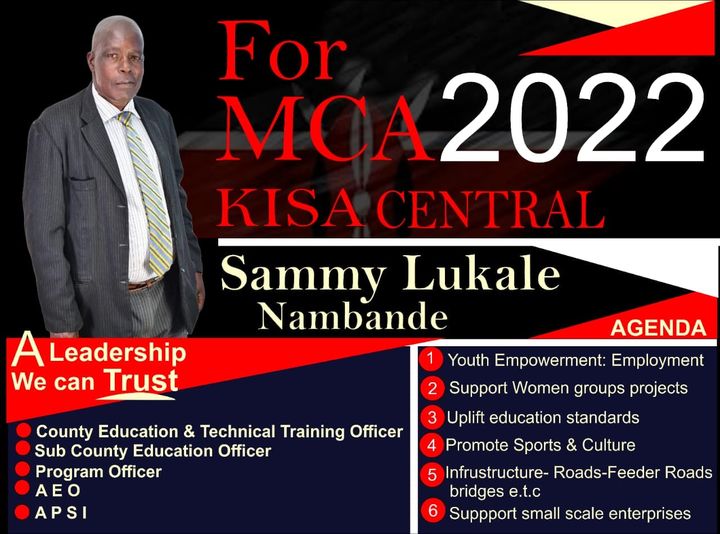 For
MCA 2022
KISA CENTRAL
Sammy Lukale
Nambande
A Leadership
We can Trust
County Education & Technical Training Officer
Sub County Education Officer
Program Officer
A E O
A P S I
AGENDA
1 Youth Empowerment: Employment
2 Support Women groups projects
3 Uplift education standards
4 Promote Sports & Culture
5 Infrustructure- Roads-Feeder Roads
bridges e.t.c
6 Suppport small scale enterprises